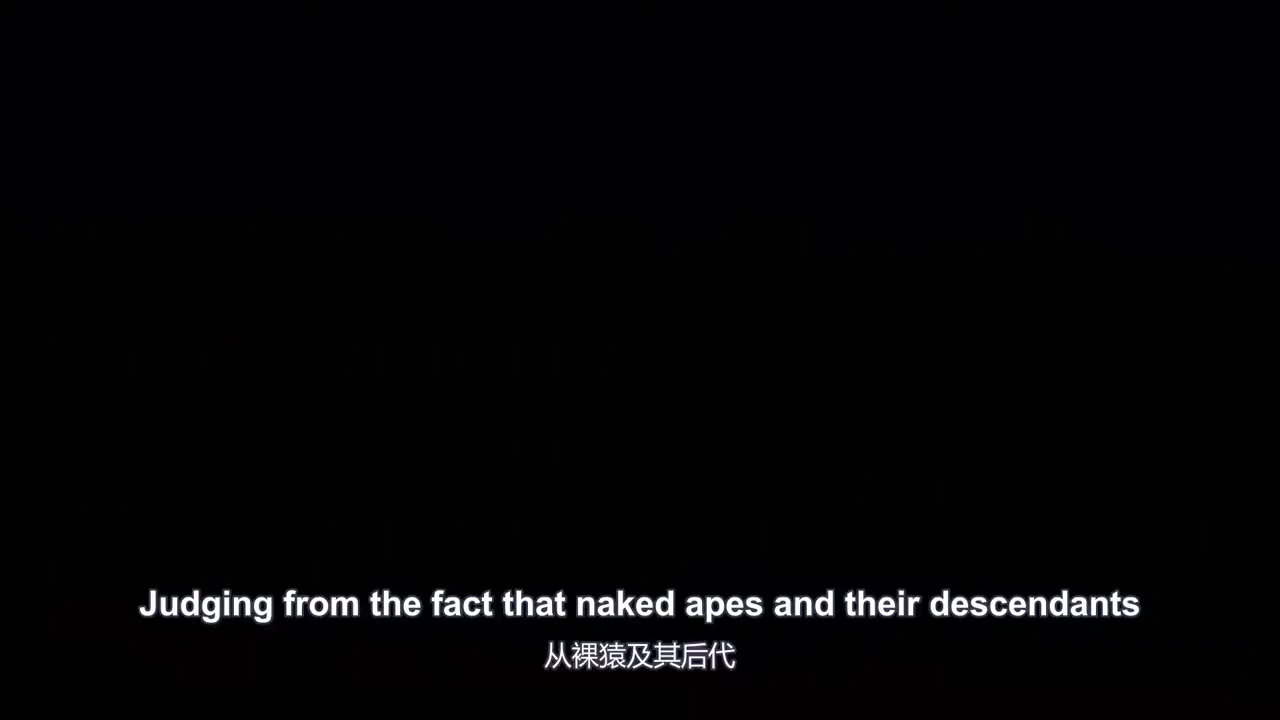 Judging from the fact that naked apes and their descendants
从裸猿及其后代